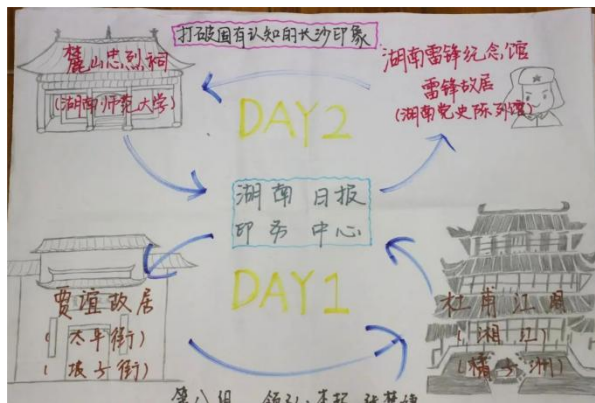 打破固有认知的长沙印象
麓山忠烈祠
(湖南师范大学)
湖南雷锋纪念馆
雷锋故居
(湖南党史陈列馆)
DAY2
湖南日报
印务中心
DAY1
贾谊故居
(太平街)
(坡子街)
杜甫江阁
(湘江)
(橘子洲)
第八组